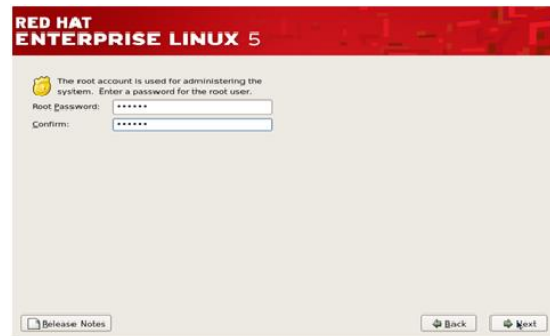 RED HAT
ENTERPRISE LINUX 5
The root account is used for administering the
system. Enter a password for the root user.
Root Password: ••••••
Confirm: ••••••
Release Notes
Back
Next